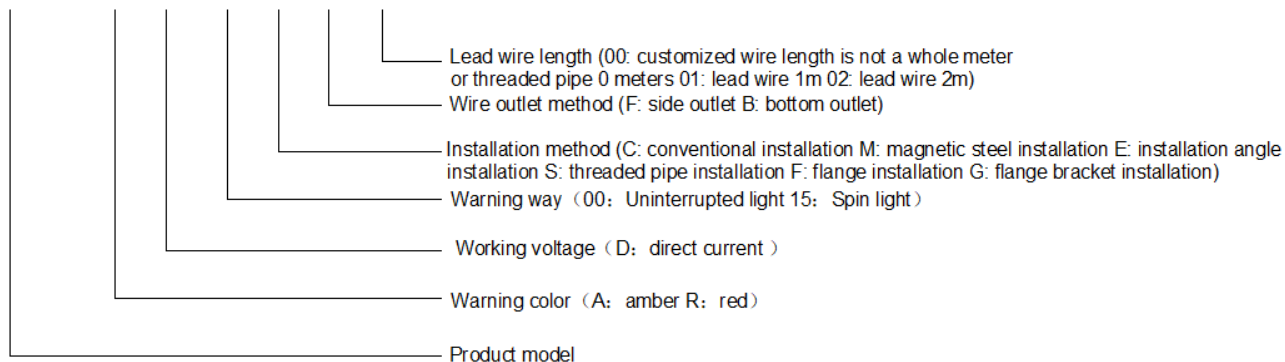 Lead wire length (00: customized wire length is not a whole meter
or threaded pipe 0 meters 01: lead wire 1m 02: lead wire 2m)
Wire outlet method (F: side outlet B: bottom outlet)
Installation method (C: conventional installation M: magnetic steel installation E: installation angle
installation S: threaded pipe installation F: flange installation G: flange bracket installation)
Warning way（00：Uninterrupted light 15：Spin light）
Working voltage（D：direct current ）
Warning color（A：amber R：red）
Product model